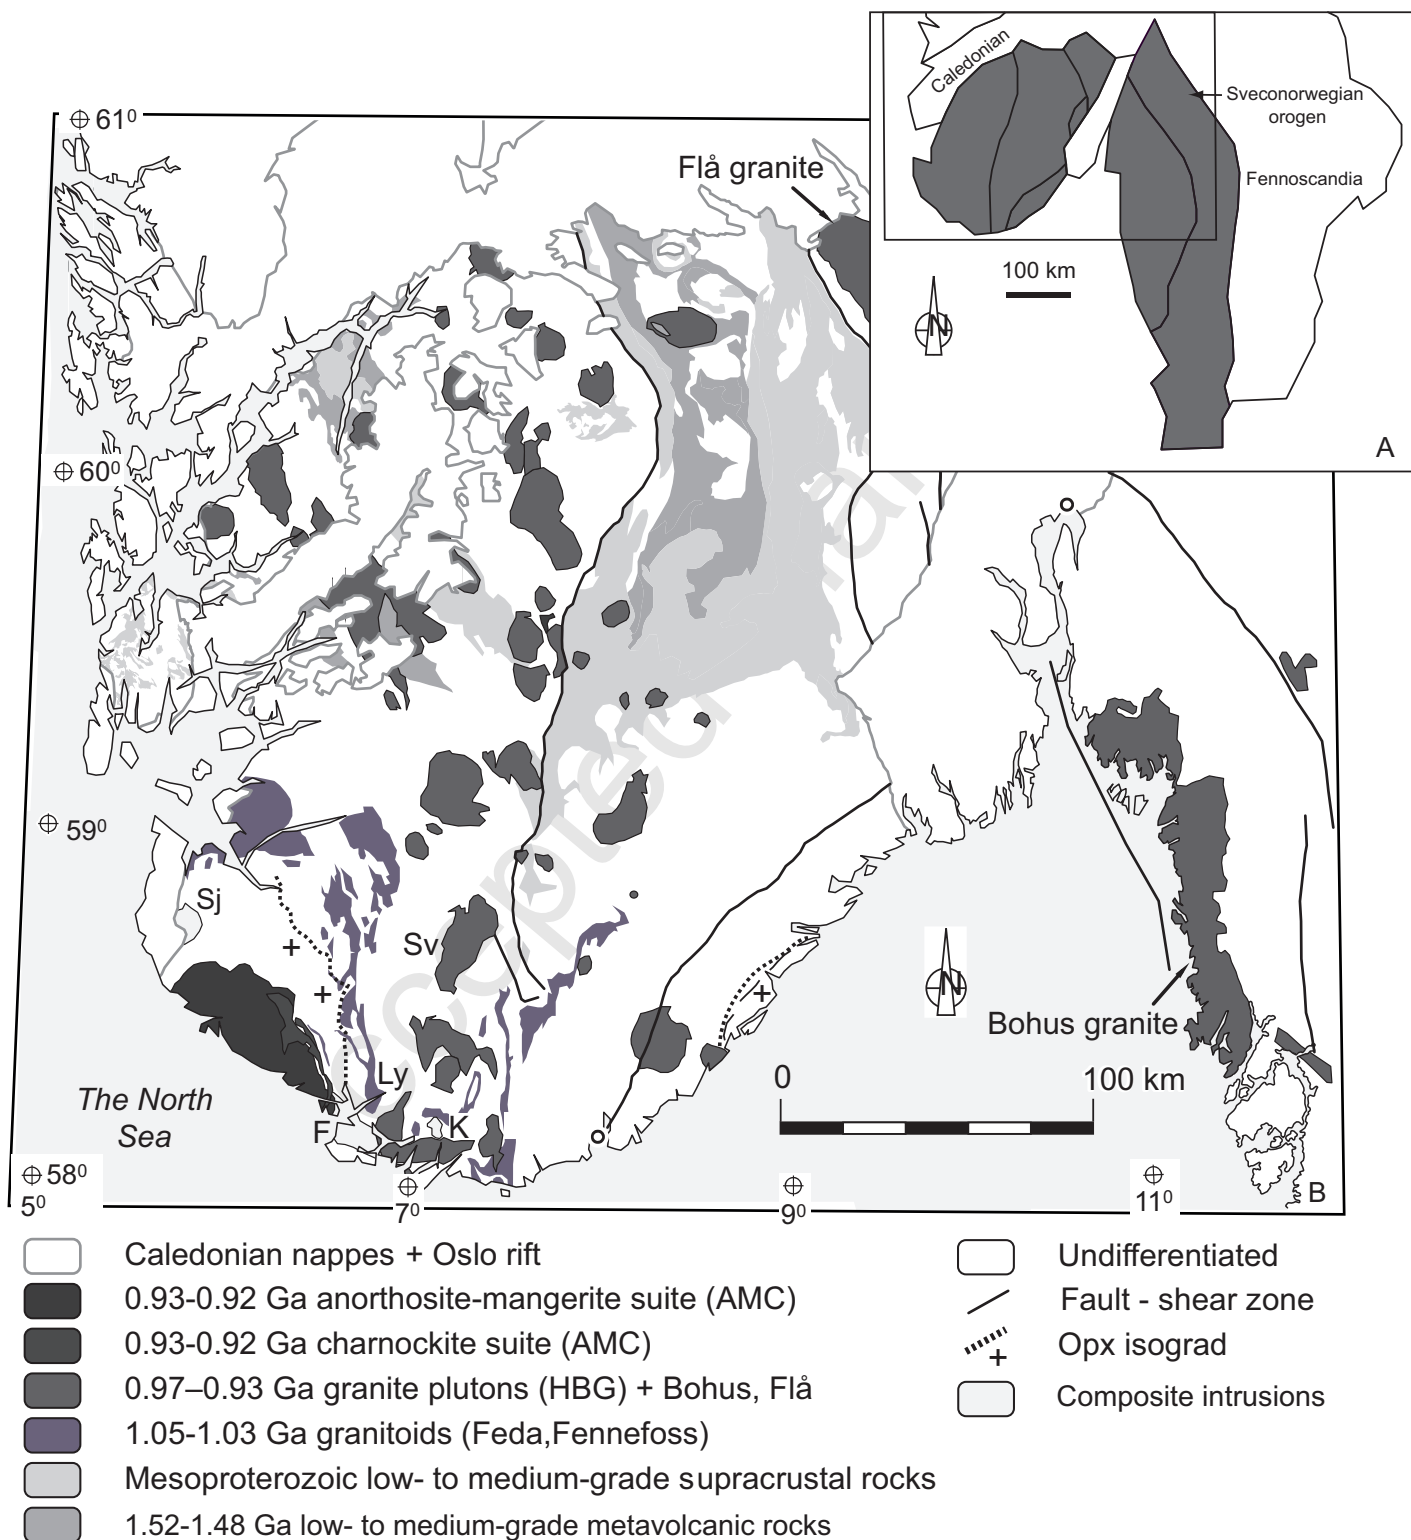 Caledonian
Sveconorwegian
orogen
Fennoscandia
100 km
N
A
61⁰
Flå granite
60⁰
59⁰
Sj
Sv
N
Bohus granite
0
100 km
Ly
The North
Sea
F
K
58⁰
5⁰
7⁰
9⁰
11⁰
B
Caledonian nappes + Oslo rift
0.93-0.92 Ga anorthosite-mangerite suite (AMC)
0.93-0.92 Ga charnockite suite (AMC)
0.97–0.93 Ga granite plutons (HBG) + Bohus, Flå
1.05-1.03 Ga granitoids (Feda,Fennefoss)
Mesoproterozoic low- to medium-grade supracrustal rocks
1.52-1.48 Ga low- to medium-grade metavolcanic rocks
Undifferentiated
Fault - shear zone
Opx isograd
Composite intrusions